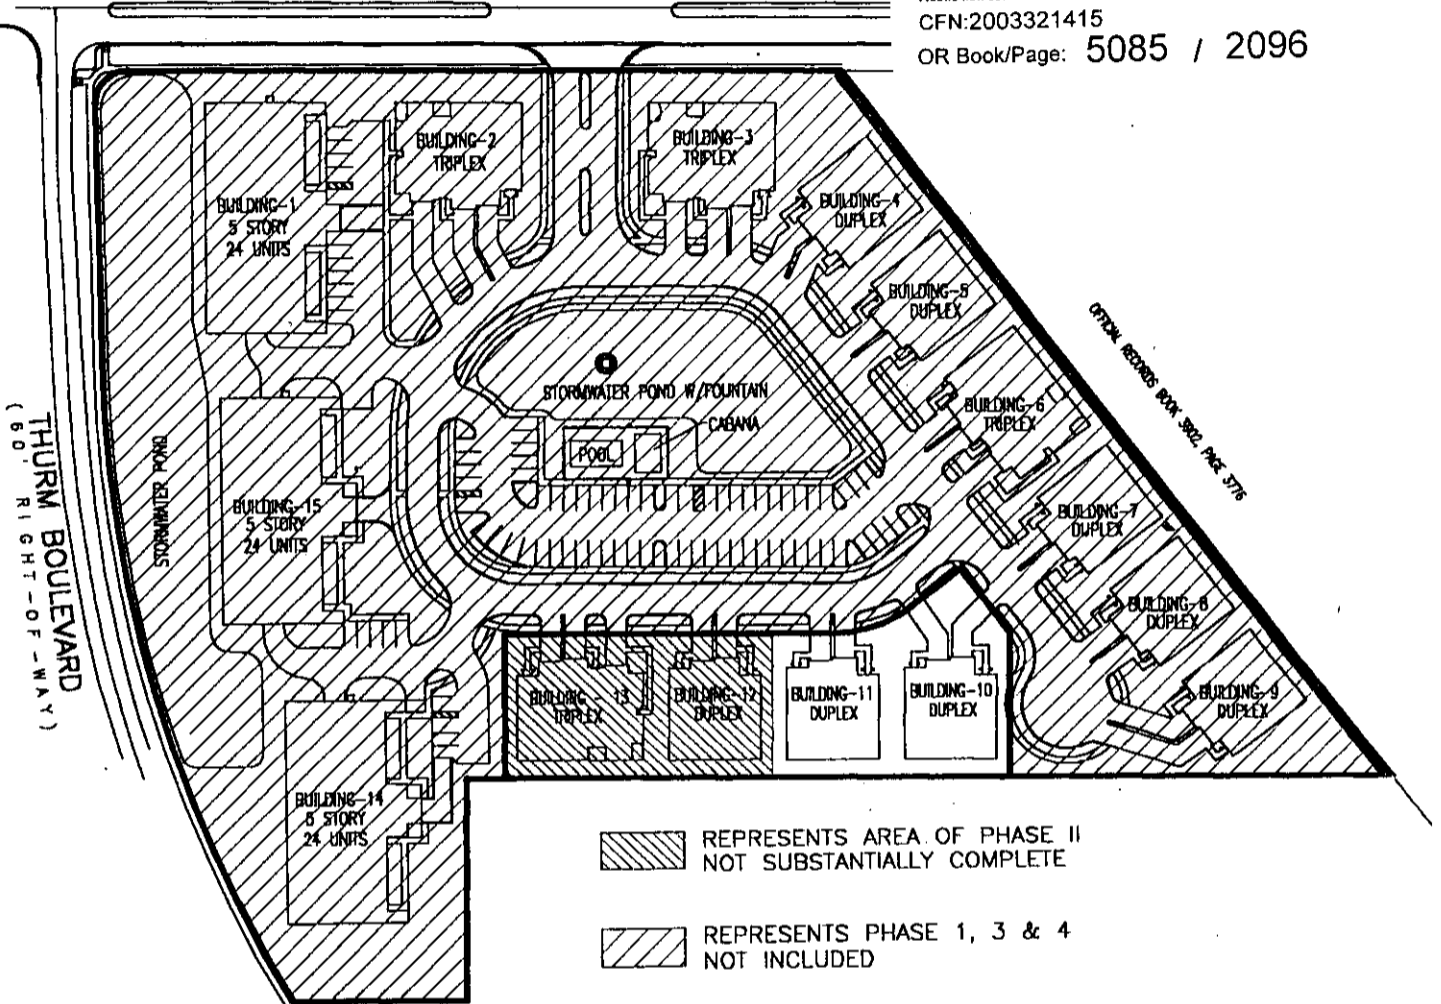 CFN:2003321415
OR Book/Page: 5085 / 2096
BUILDING-1
5 STORY
24 UNITS
BUILDING-2
TRIPLEX
BUILDING-3
TRIPLEX
BUILDING-4
DUPLEX
BUILDING-5
DUPLEX
BUILDING-6
TRIPLEX
BUILDING-7
DUPLEX
BUILDING-8
DUPLEX
BUILDING-9
DUPLEX
OFFICIAL RECORDS BOOK 3902, PAGE 3776
STORMWATER POND W/FOUNTAIN
CABANA
POOL
STORMWATER POND
THURM BOULEVARD
( 60' RIGHT-OF-WAY )
BUILDING-15
5 STORY
24 UNITS
BUILDING - 13
TRIPLEX
BUILDING-12
DUPLEX
BUILDING-11
DUPLEX
BUILDING-10
DUPLEX
BUILDING-14
5 STORY
24 UNITS
REPRESENTS AREA OF PHASE II
NOT SUBSTANTIALLY COMPLETE
REPRESENTS PHASE 1, 3 & 4
NOT INCLUDED